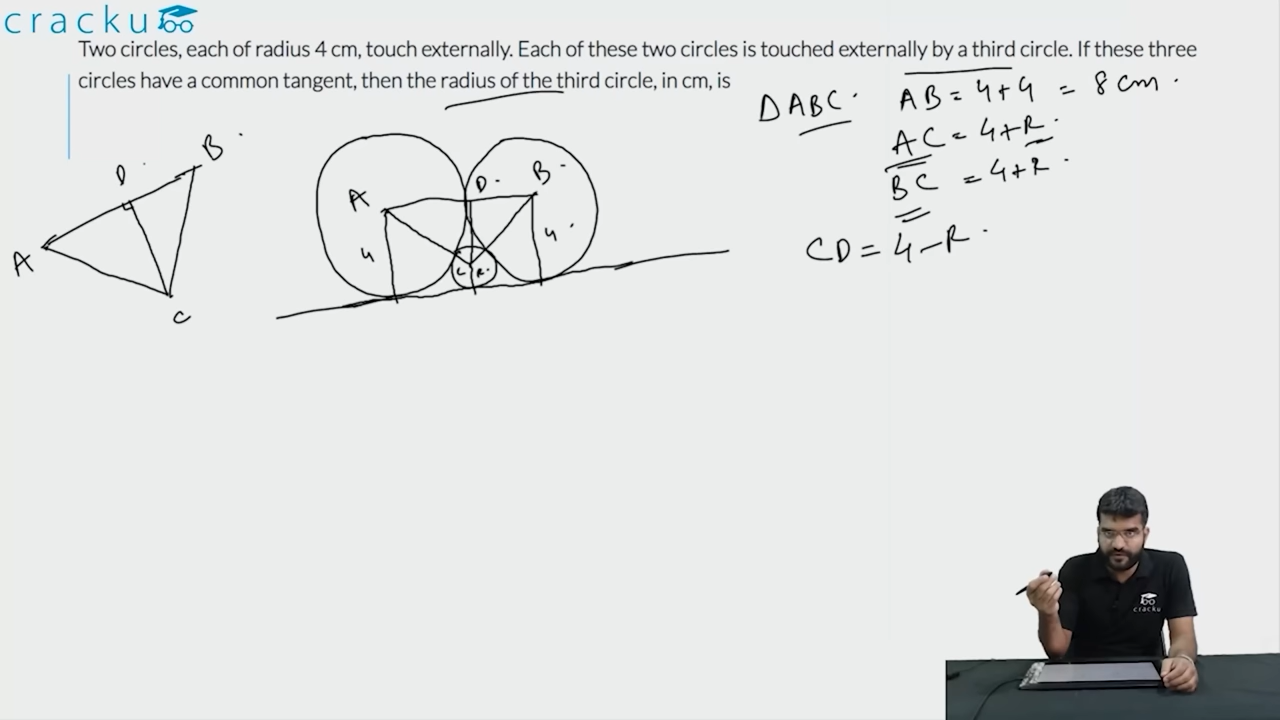 cracku
Two circles, each of radius 4 cm, touch externally. Each of these two circles is touched externally by a third circle. If these three
circles have a common tangent, then the radius of the third circle, in cm, is
ΔABC. AB = 4+4 = 8 cm.
AC = 4+R.
BC = 4+R.
CD = 4-R.
A
D
B
C
A
D
B
4
4
C
R
cracku